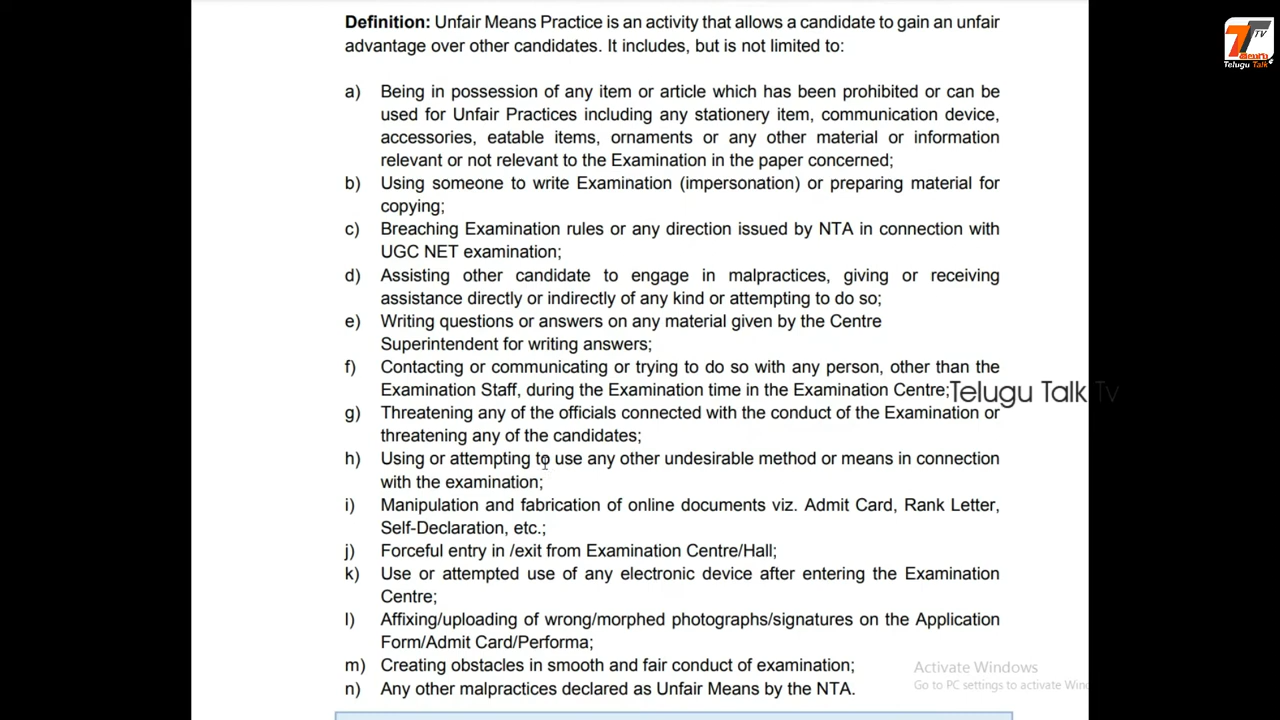 Definition: Unfair Means Practice is an activity that allows a candidate to gain an unfair
advantage over other candidates. It includes, but is not limited to:
TV
తెలుగు
Telugu Talk
a) Being in possession of any item or article which has been prohibited or can be
used for Unfair Practices including any stationery item, communication device,
accessories, eatable items, ornaments or any other material or information
relevant or not relevant to the Examination in the paper concerned;
b) Using someone to write Examination (impersonation) or preparing material for
copying;
c) Breaching Examination rules or any direction issued by NTA in connection with
UGC NET examination;
d) Assisting other candidate to engage in malpractices, giving or receiving
assistance directly or indirectly of any kind or attempting to do so;
e) Writing questions or answers on any material given by the Centre
Superintendent for writing answers;
f) Contacting or communicating or trying to do so with any person, other than the
Examination Staff, during the Examination time in the Examination Centre;
Telugu Talk Tv
g) Threatening any of the officials connected with the conduct of the Examination or
threatening any of the candidates;
h) Using or attempting to use any other undesirable method or means in connection
with the examination;
i) Manipulation and fabrication of online documents viz. Admit Card, Rank Letter,
Self-Declaration, etc.;
j) Forceful entry in /exit from Examination Centre/Hall;
k) Use or attempted use of any electronic device after entering the Examination
Centre;
l) Affixing/uploading of wrong/morphed photographs/signatures on the Application
Form/Admit Card/Performa;
m) Creating obstacles in smooth and fair conduct of examination;
n) Any other malpractices declared as Unfair Means by the NTA.
Activate Windows
Go to PC settings to activate Win